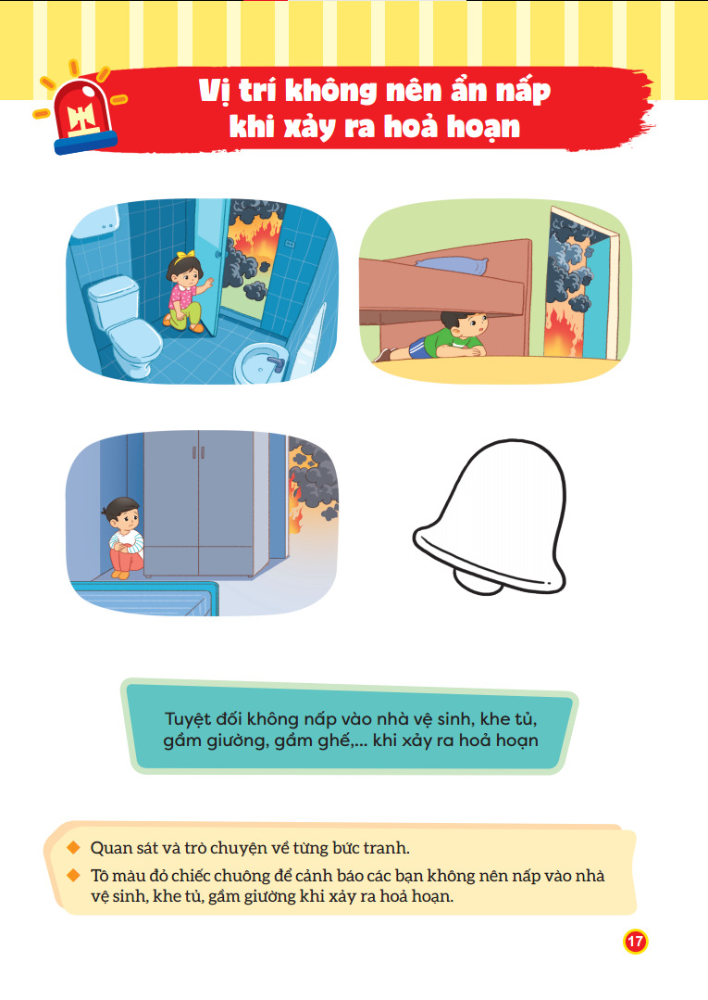 Vị trí không nên ẩn nấp
khi xảy ra hoả hoạn
Tuyệt đối không nấp vào nhà vệ sinh, khe tủ,
gầm giường, gầm ghế,... khi xảy ra hoả hoạn
Quan sát và trò chuyện về từng bức tranh.
Tô màu đỏ chiếc chuông để cảnh báo các bạn không nên nấp vào nhà
vệ sinh, khe tủ, gầm giường khi xảy ra hoả hoạn.
17